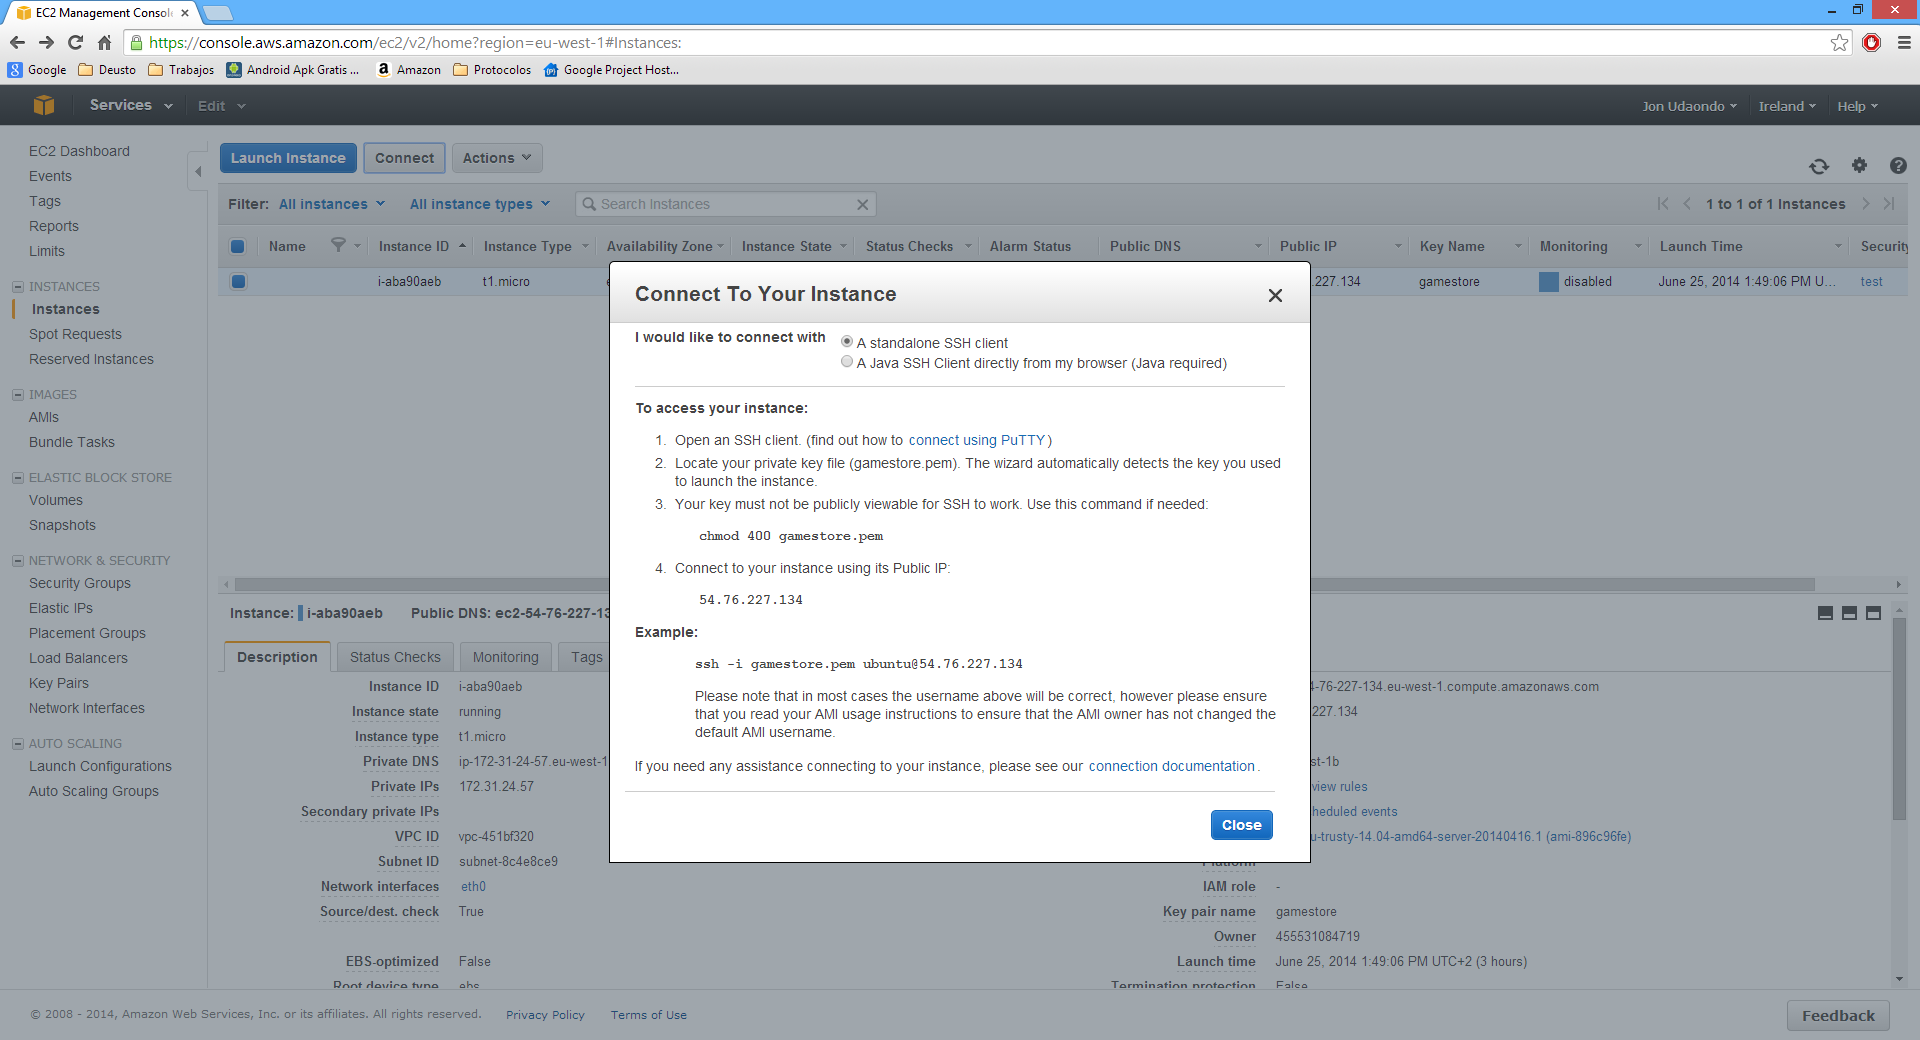 EC2 Management Consol
https://console.aws.amazon.com/ec2/v2/home?region=eu-west-1#Instances:
Google Deusto Trabajos Android Apk Gratis ... Amazon Protocolos Google Project Host...
Services Edit Jon Udaondo Ireland Help
EC2 Dashboard
Events
Tags
Reports
Limits
INSTANCES
Instances
Spot Requests
Reserved Instances
IMAGES
AMIs
Bundle Tasks
ELASTIC BLOCK STORE
Volumes
Snapshots
NETWORK & SECURITY
Security Groups
Elastic IPs
Placement Groups
Load Balancers
Key Pairs
Network Interfaces
AUTO SCALING
Launch Configurations
Auto Scaling Groups
Launch Instance Connect Actions
Filter: All instances All instance types Search Instances 1 to 1 of 1 Instances
Name Instance ID Instance Type Availability Zone Instance State Status Checks Alarm Status Public DNS Public IP Key Name Monitoring Launch Time Security
i-aba90aeb t1.micro .227.134 gamestore disabled June 25, 2014 1:49:06 PM U... test
Connect To Your Instance
I would like to connect with
A standalone SSH client
A Java SSH Client directly from my browser (Java required)
To access your instance:
1. Open an SSH client. (find out how to connect using PuTTY)
2. Locate your private key file (gamestore.pem). The wizard automatically detects the key you used
to launch the instance.
3. Your key must not be publicly viewable for SSH to work. Use this command if needed:
chmod 400 gamestore.pem
4. Connect to your instance using its Public IP:
54.76.227.134
Example:
ssh -i gamestore.pem ubuntu@54.76.227.134
Please note that in most cases the username above will be correct, however please ensure
that you read your AMI usage instructions to ensure that the AMI owner has not changed the
default AMI username.
If you need any assistance connecting to your instance, please see our connection documentation.
Close
Instance: i-aba90aeb Public DNS: ec2-54-76-227-13
Description Status Checks Monitoring Tags
Instance ID i-aba90aeb
Instance state running
Instance type t1.micro
Private DNS ip-172-31-24-57.eu-west-1
Private IPs 172.31.24.57
Secondary private IPs
VPC ID vpc-451bf320
Subnet ID subnet-8c4e8ce9
Network interfaces eth0
Source/dest. check True
EBS-optimized False
Root device type ebs
4-76-227-134.eu-west-1.compute.amazonaws.com
227.134
st-1b
view rules
heduled events
u-trusty-14.04-amd64-server-20140416.1 (ami-896c96fe)
Platform
IAM role -
Key pair name gamestore
Owner 455531084719
Launch time June 25, 2014 1:49:06 PM UTC+2 (3 hours)
Termination protection False
© 2008 - 2014, Amazon Web Services, Inc. or its affiliates. All rights reserved. Privacy Policy Terms of Use
Feedback